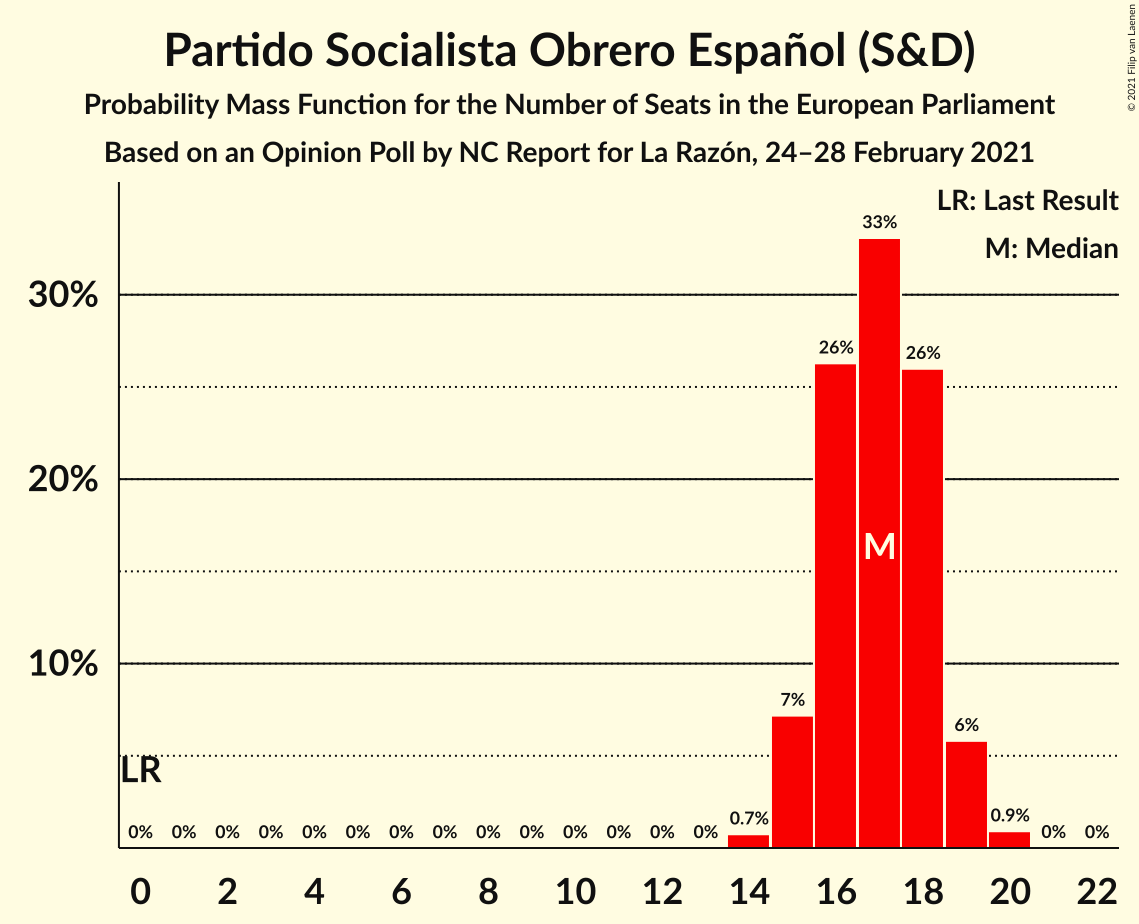 Partido Socialista Obrero Español (S&D)
Probability Mass Function for the Number of Seats in the European Parliament
Based on an Opinion Poll by NC Report for La Razón, 24–28 February 2021
© 2021 Filip van Laenen
LR: Last Result
M: Median
30%
20%
10%
33%
26%
26%
M
7%
6%
LR
0% 0% 0% 0% 0% 0% 0% 0% 0% 0% 0% 0% 0% 0% 0.7% 0.9% 0% 0%
0 2 4 6 8 10 12 14 16 18 20 22